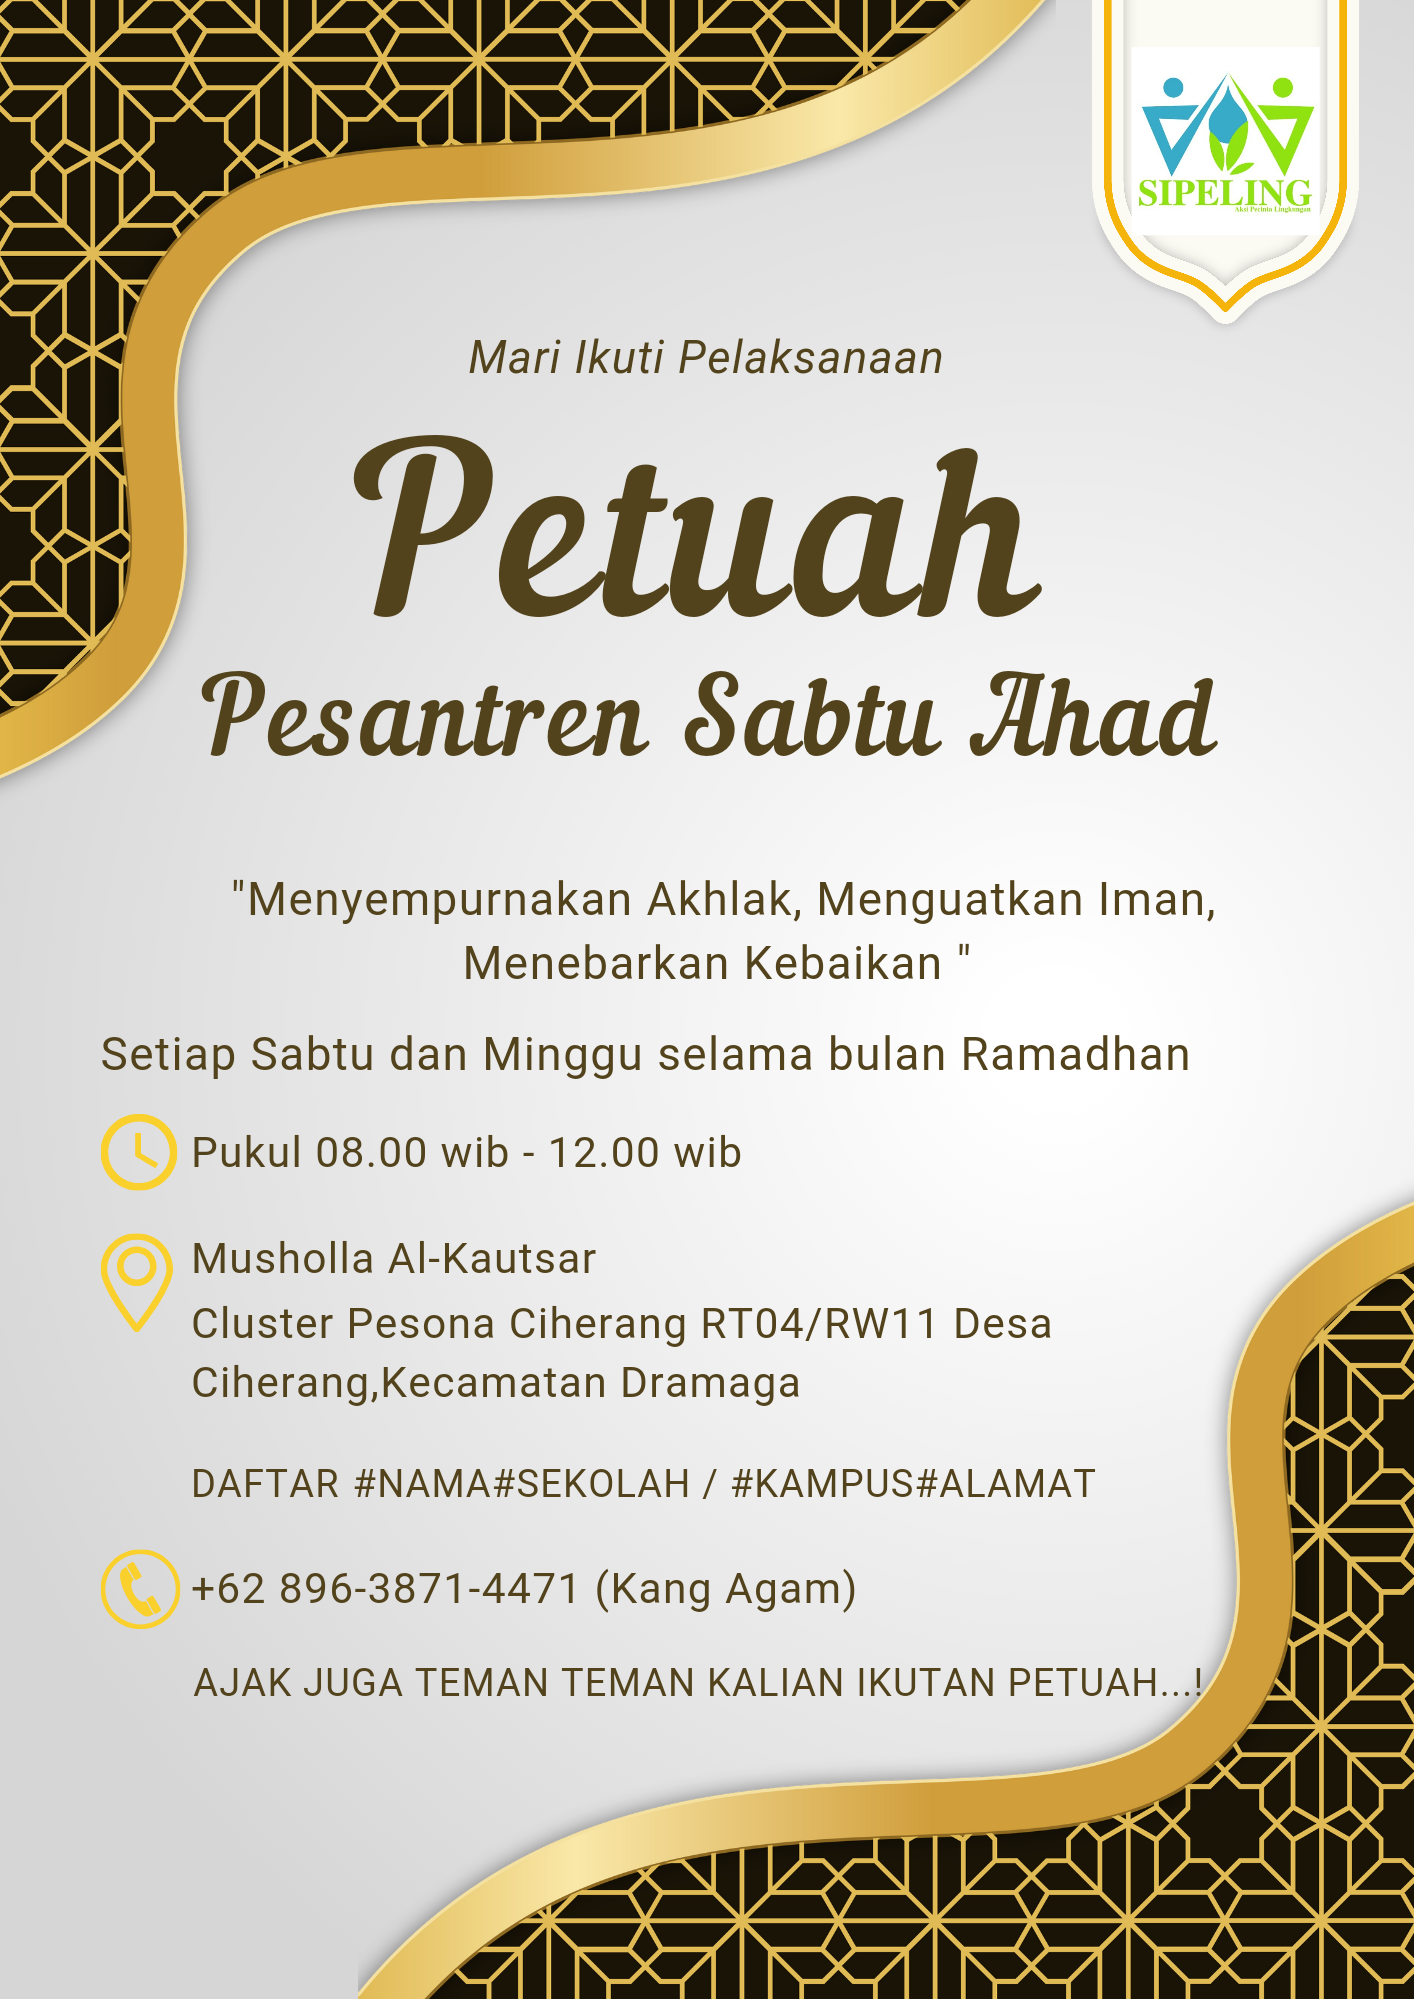 SIPELING
Aksi Pecinta Lingkungan
Mari Ikuti Pelaksanaan
Petuah
Pesantren Sabtu Ahad
"Menyempurnakan Akhlak, Menguatkan Iman,
Menebarkan Kebaikan "
Setiap Sabtu dan Minggu selama bulan Ramadhan
Pukul 08.00 wib - 12.00 wib
Musholla Al-Kautsar
Cluster Pesona Ciherang RT04/RW11 Desa
Ciherang,Kecamatan Dramaga
DAFTAR #NAMA#SEKOLAH / #KAMPUS#ALAMAT
+62 896-3871-4471 (Kang Agam)
AJAK JUGA TEMAN TEMAN KALIAN IKUTAN PETUAH...!